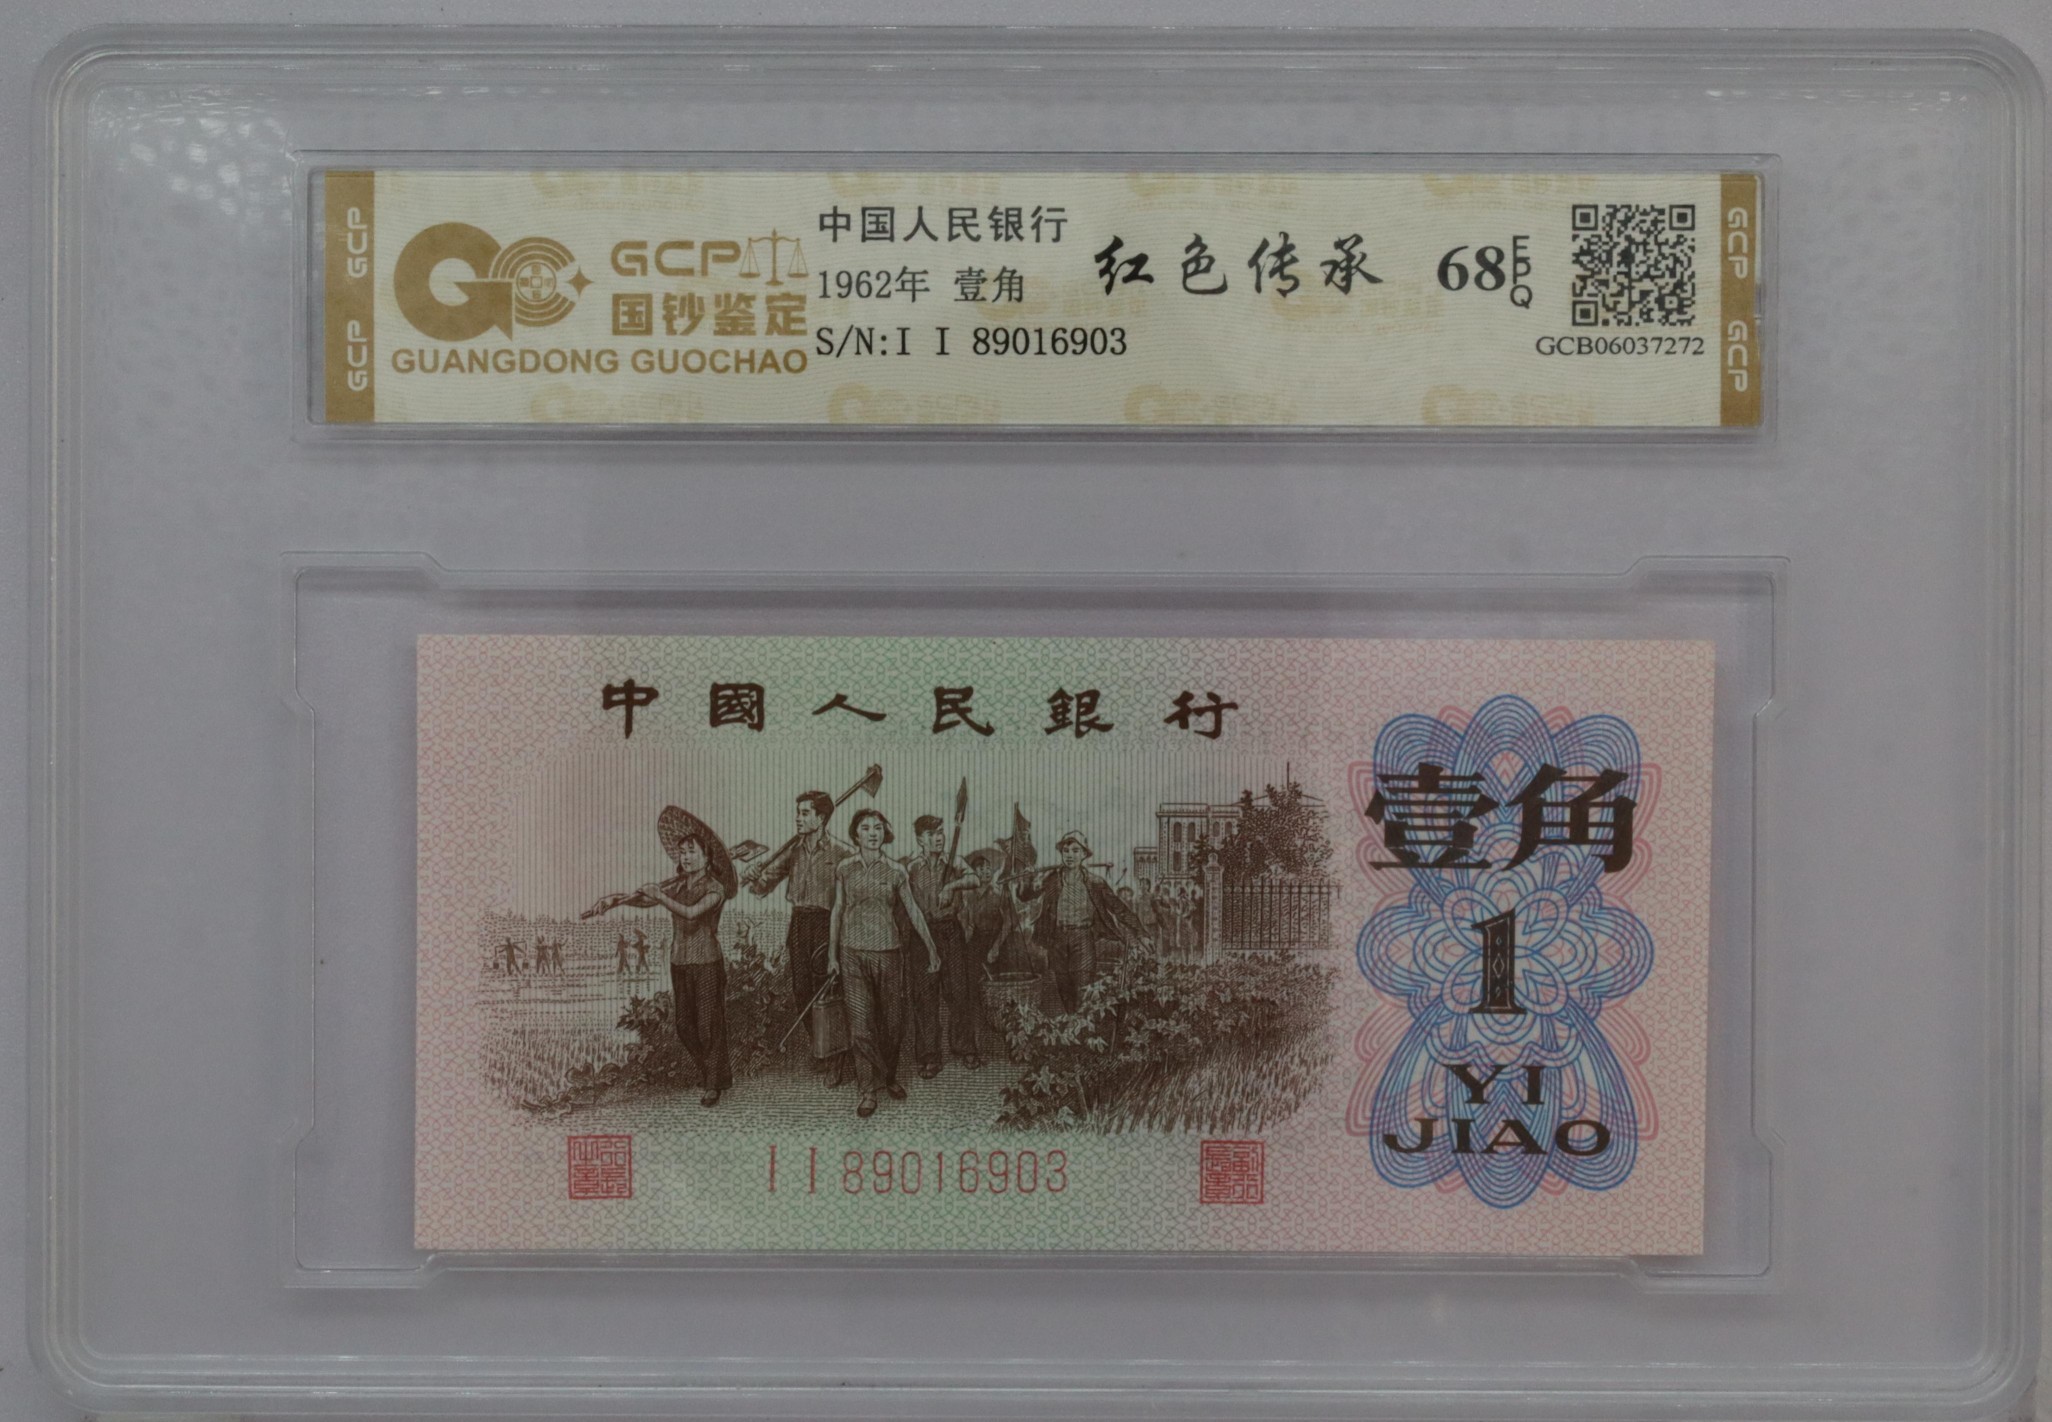 GCP
GCP
GCP
国钞鉴定
GUANGDONG GUOCHAO
中国人民银行
1962年 壹角
S/N:I I 89016903
红色传承
68 EPQ
GCB06037272
GCP
GCP
中國人民銀行
壹角
1
YI
JIAO
I I 89016903